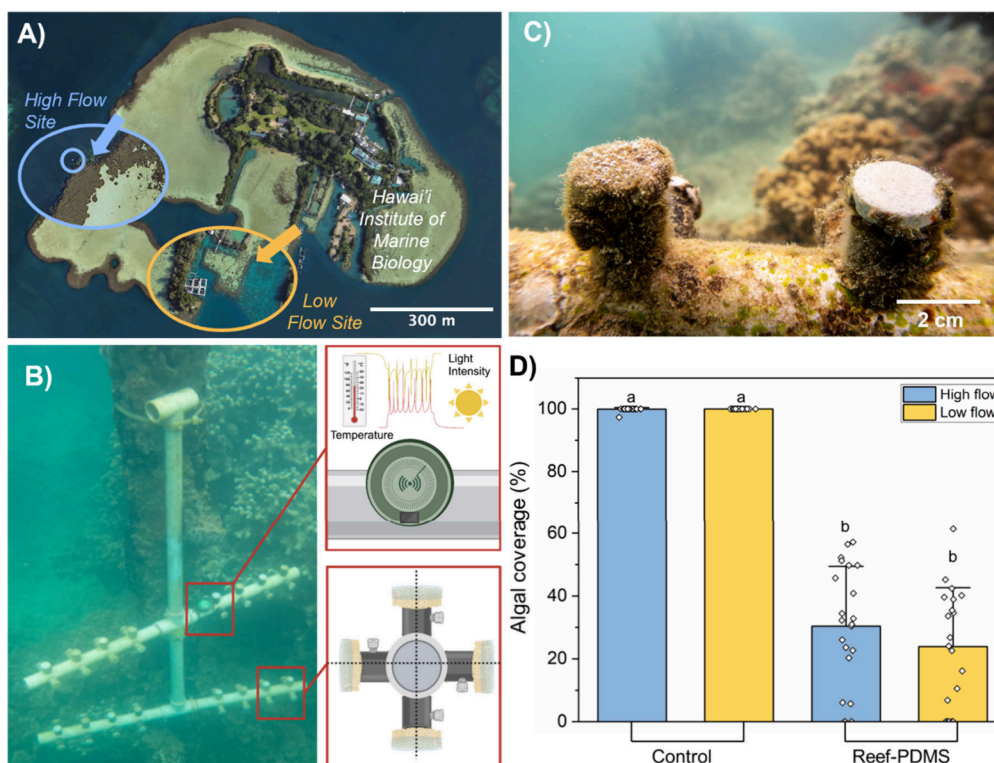 A)
High Flow
Site
Hawai'i
Institute of
Marine
Biology
Low
Flow Site
300 m
C)
2 cm
B)
Light
Intensity
Temperature
D)
Algal coverage (%)
100
80
60
40
20
0
a
a
b
b
High flow
Low flow
Control
Reef-PDMS